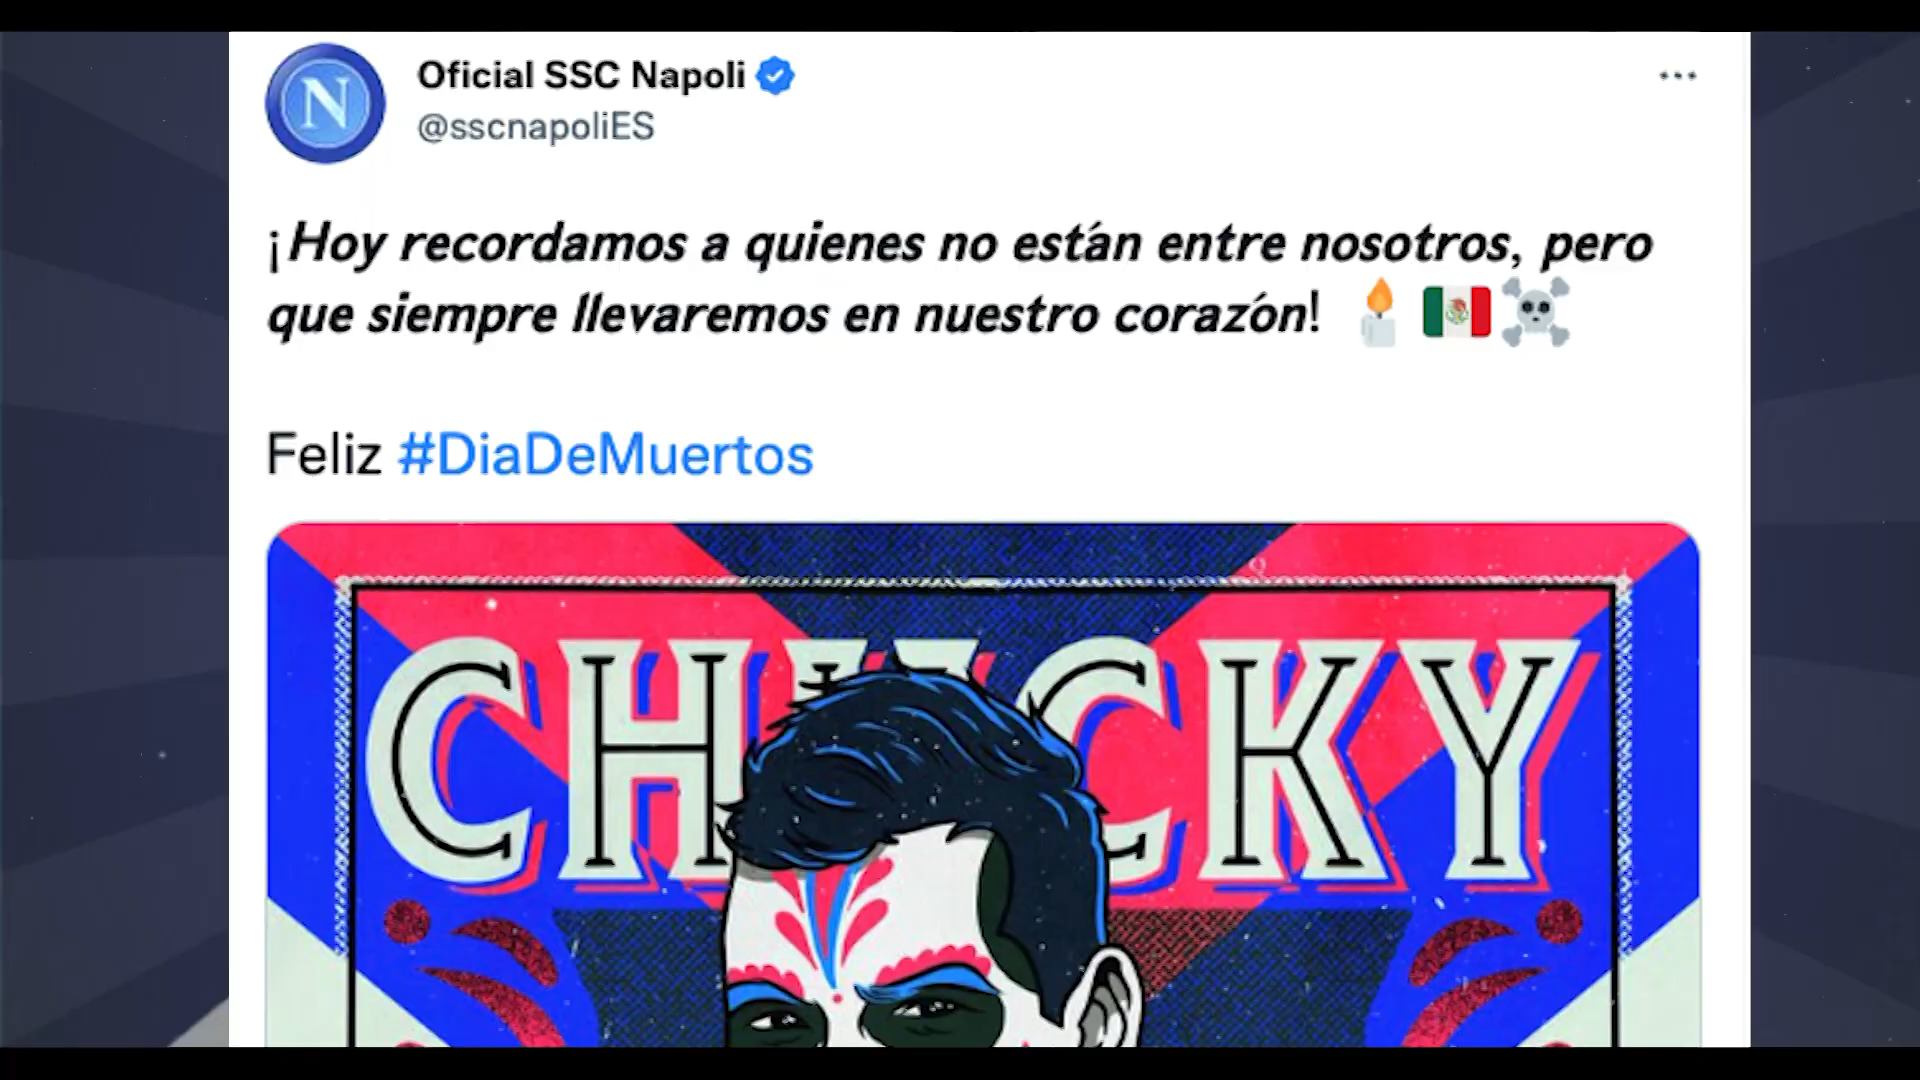 N
Oficial SSC Napoli
@sscnapoliES
¡Hoy recordamos a quienes no están entre nosotros, pero
que siempre llevaremos en nuestro corazón!
Feliz #DiaDeMuertos
CHUCKY